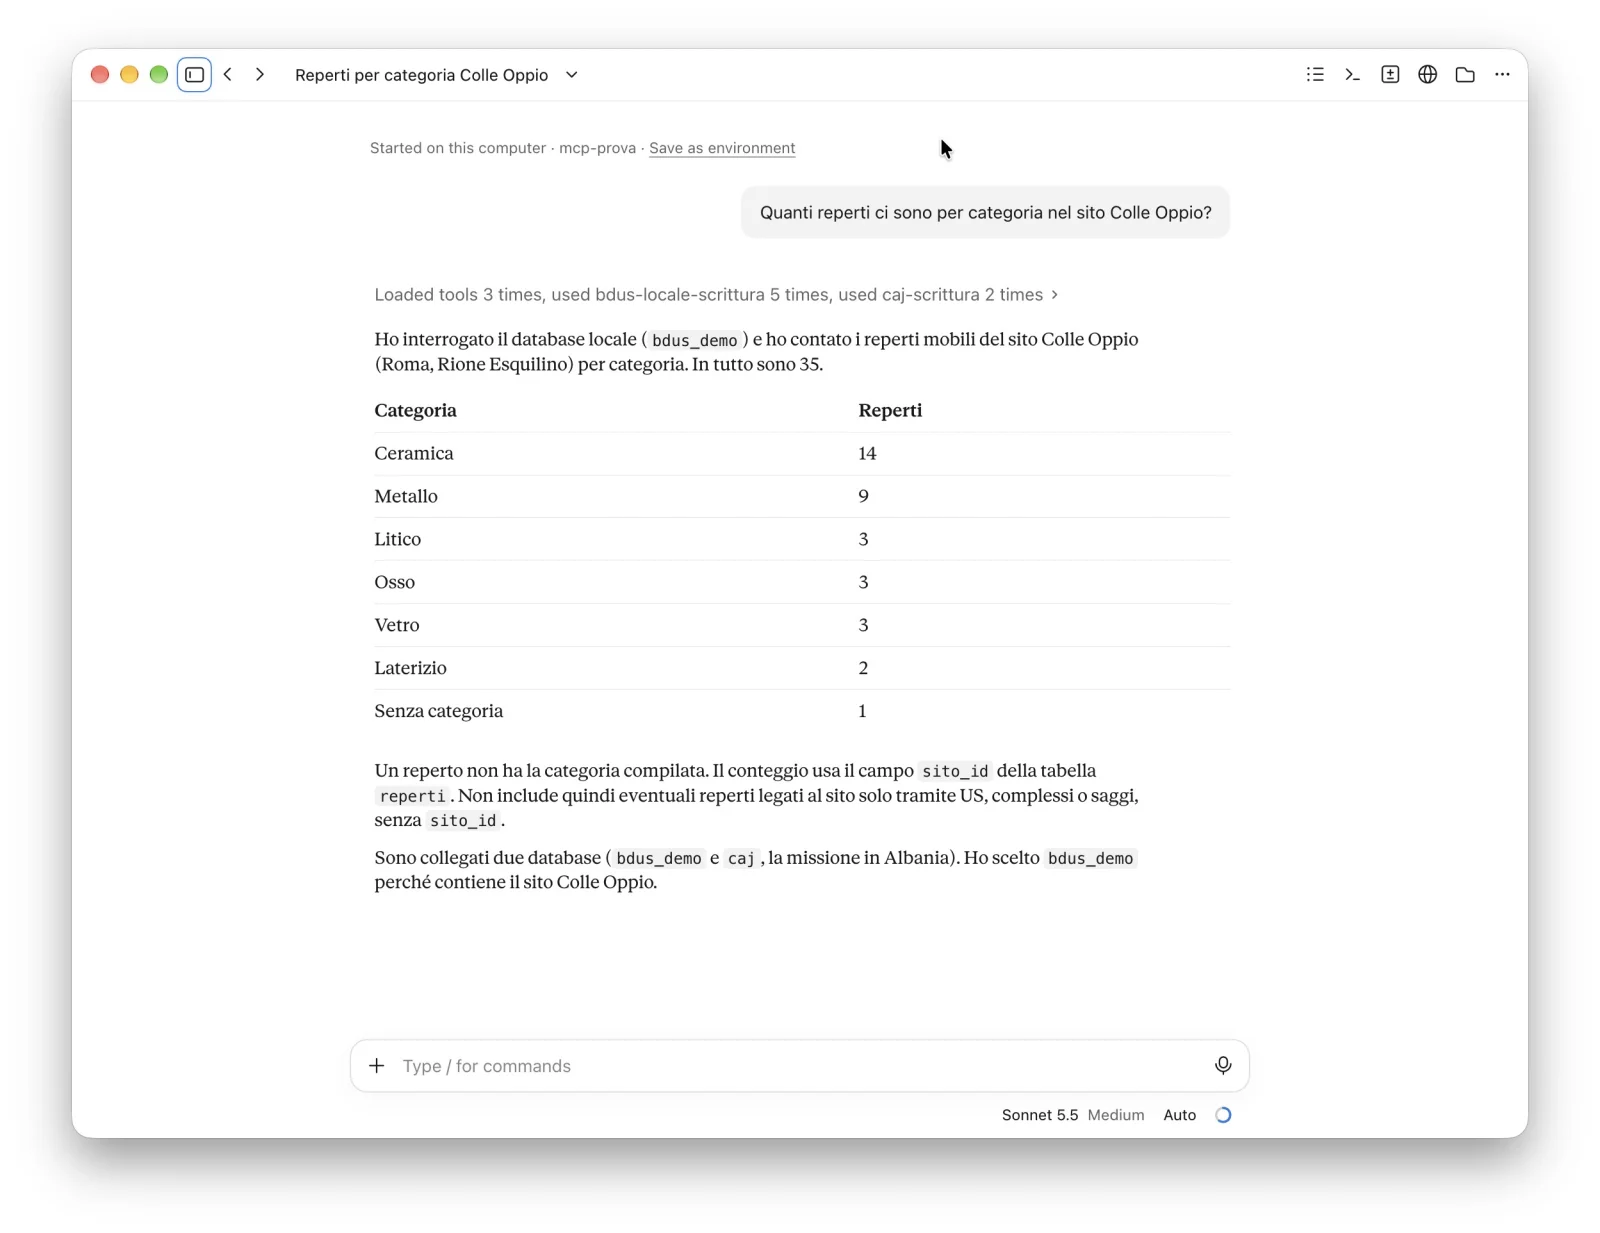 Reperti per categoria Colle Oppio
Started on this computer · mcp-prova · Save as environment
Quanti reperti ci sono per categoria nel sito Colle Oppio?
Loaded tools 3 times, used bdus-locale-scrittura 5 times, used caj-scrittura 2 times
Ho interrogato il database locale ( bdus_demo ) e ho contato i reperti mobili del sito Colle Oppio
(Roma, Rione Esquilino) per categoria. In tutto sono 35.
Categoria Reperti
Ceramica 14
Metallo 9
Litico 3
Osso 3
Vetro 3
Laterizio 2
Senza categoria 1
Un reperto non ha la categoria compilata. Il conteggio usa il campo sito_id della tabella
reperti . Non include quindi eventuali reperti legati al sito solo tramite US, complessi o saggi,
senza sito_id .
Sono collegati due database ( bdus_demo e caj , la missione in Albania). Ho scelto bdus_demo
perché contiene il sito Colle Oppio.
Type / for commands
Sonnet 5.5 Medium Auto